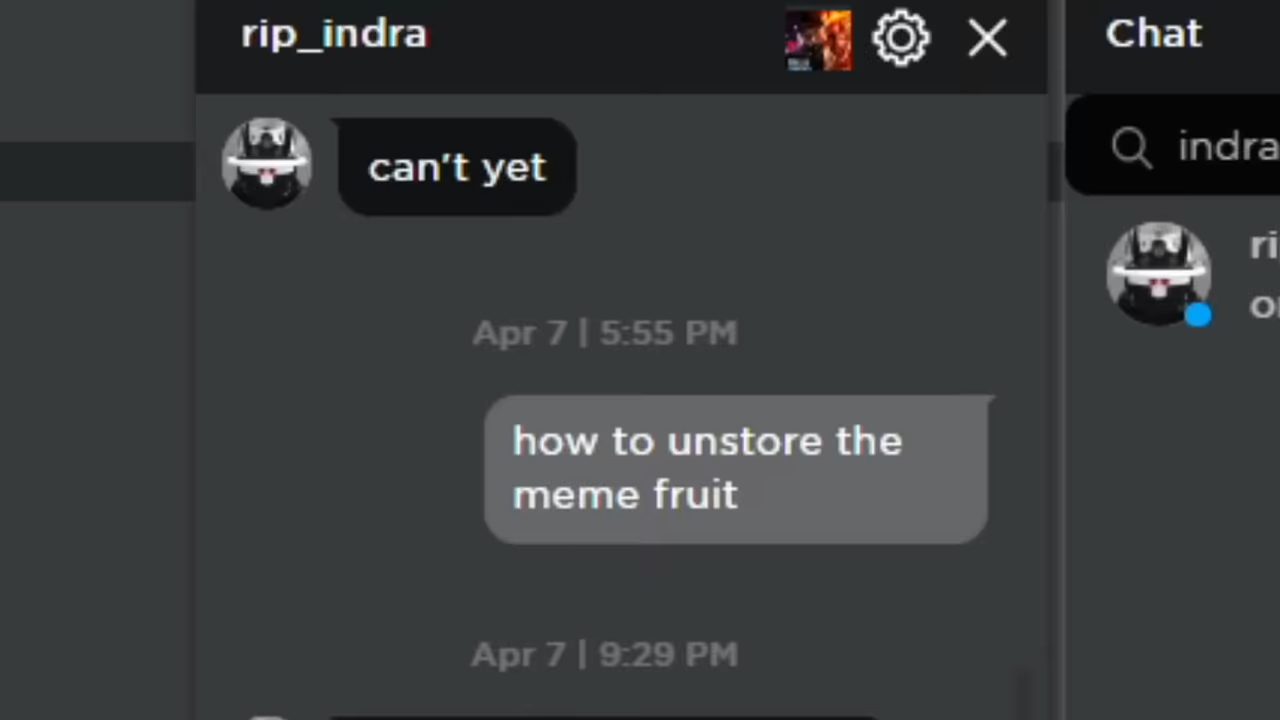 rip_indra
Chat
can't yet
indra
Apr 7 | 5:55 PM
how to unstore the
meme fruit
Apr 7 | 9:29 PM